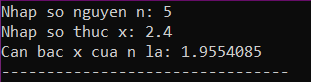 Nhap so nguyen n: 5
Nhap so thuc x: 2.4
Can bac x cua n la: 1.9554085
--------------------------------